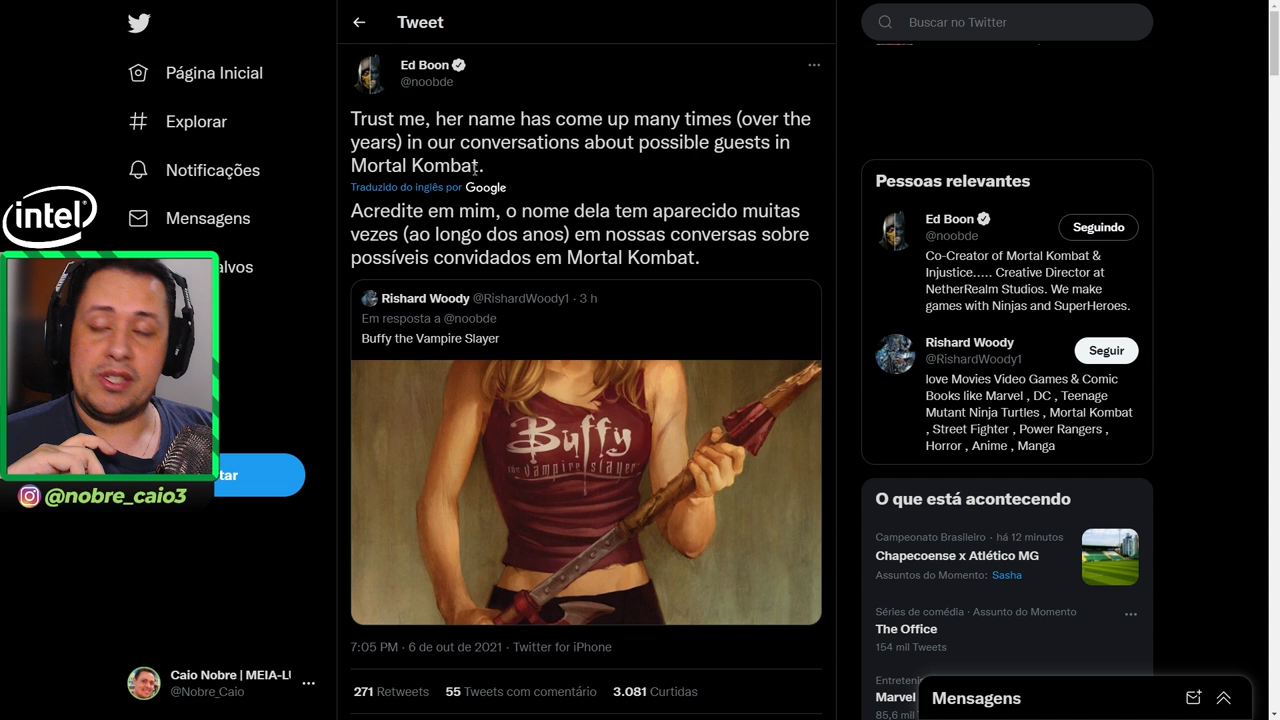 Tweet
Buscar no Twitter
Página Inicial
Explorar
Notificações
Mensagens
alvos
tar
intel
@nobre_caio3
Caio Nobre | MEIA-LU
@Nobre_Caio
Ed Boon
@noobde
Trust me, her name has come up many times (over the
years) in our conversations about possible guests in
Mortal Kombat.
Traduzido do inglês por Google
Acredite em mim, o nome dela tem aparecido muitas
vezes (ao longo dos anos) em nossas conversas sobre
possíveis convidados em Mortal Kombat.
Rishard Woody @RishardWoody1 · 3 h
Em resposta a @noobde
Buffy the Vampire Slayer
Buffy
the vampire slayer
7:05 PM · 6 de out de 2021 · Twitter for iPhone
271 Retweets 55 Tweets com comentário 3.081 Curtidas
Pessoas relevantes
Ed Boon
@noobde
Seguindo
Co-Creator of Mortal Kombat &
Injustice..... Creative Director at
NetherRealm Studios. We make
games with Ninjas and SuperHeroes.
Rishard Woody
@RishardWoody1
Seguir
love Movies Video Games & Comic
Books like Marvel , DC , Teenage
Mutant Ninja Turtles , Mortal Kombat
, Street Fighter , Power Rangers ,
Horror , Anime , Manga
O que está acontecendo
Campeonato Brasileiro · há 12 minutos
Chapecoense x Atlético MG
Assuntos do Momento: Sasha
Séries de comédia · Assunto do Momento
The Office
154 mil Tweets
Entreteni
Marvel
85,6 mil
Mensagens